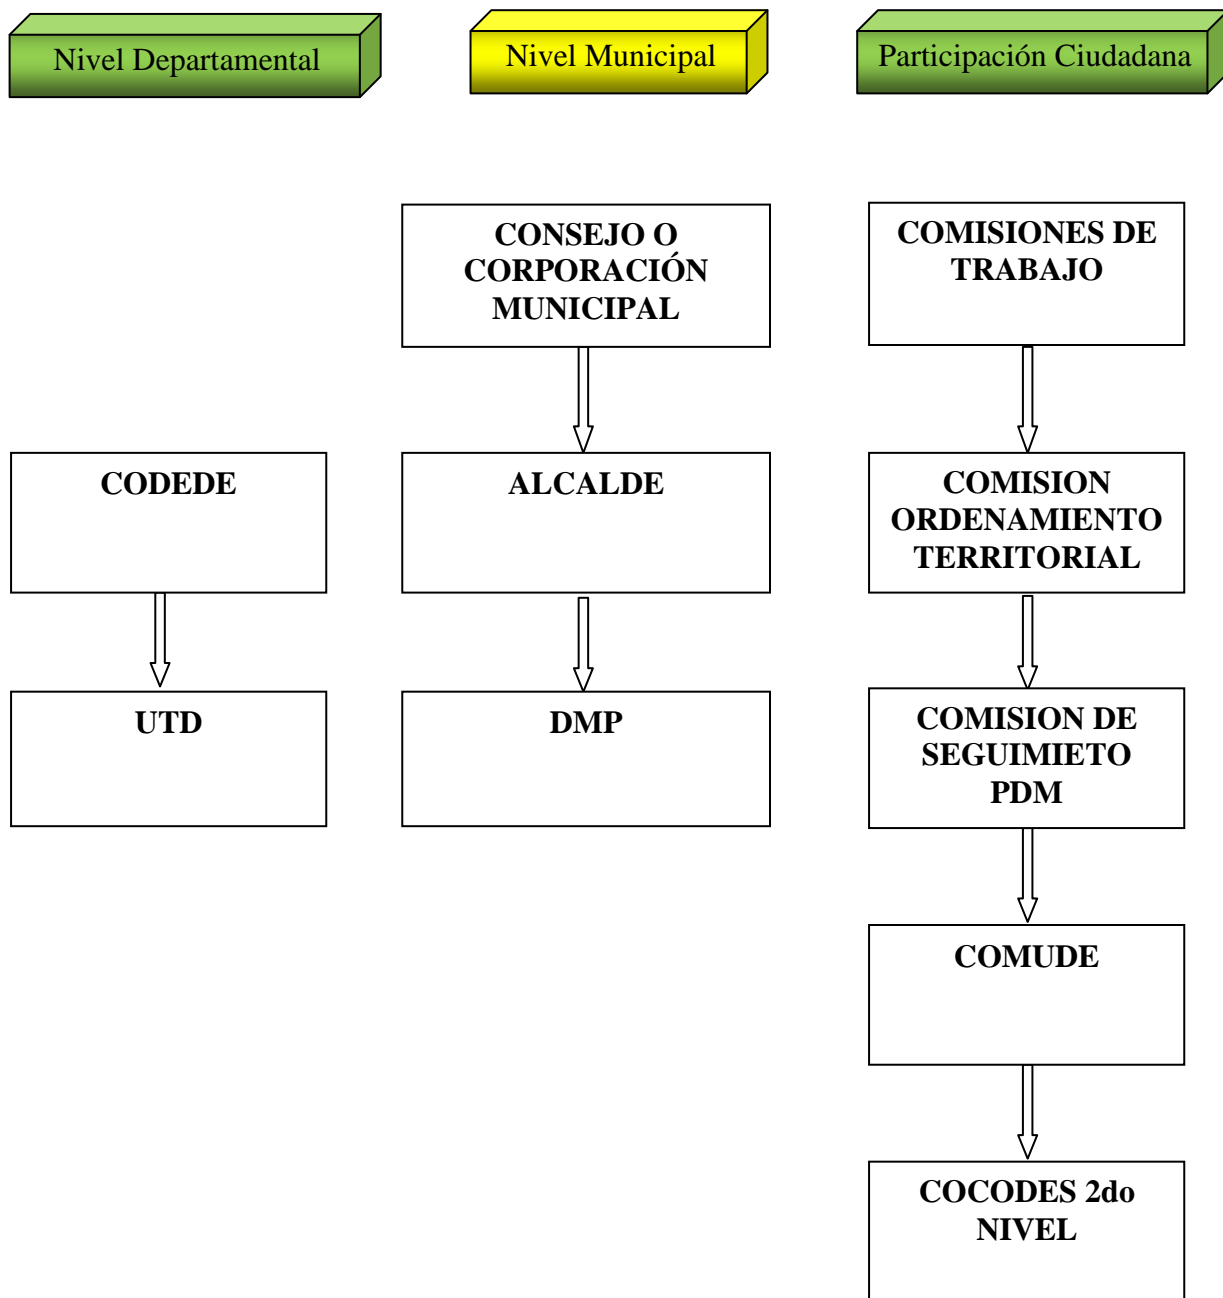 Nivel Departamental
Nivel Municipal
Participación Ciudadana
CONSEJO O
CORPORACIÓN
MUNICIPAL
COMISIONES DE
TRABAJO
CODEDE
ALCALDE
COMISION
ORDENAMIENTO
TERRITORIAL
UTD
DMP
COMISION DE
SEGUIMIETO
PDM
COMUDE
COCODES 2do
NIVEL